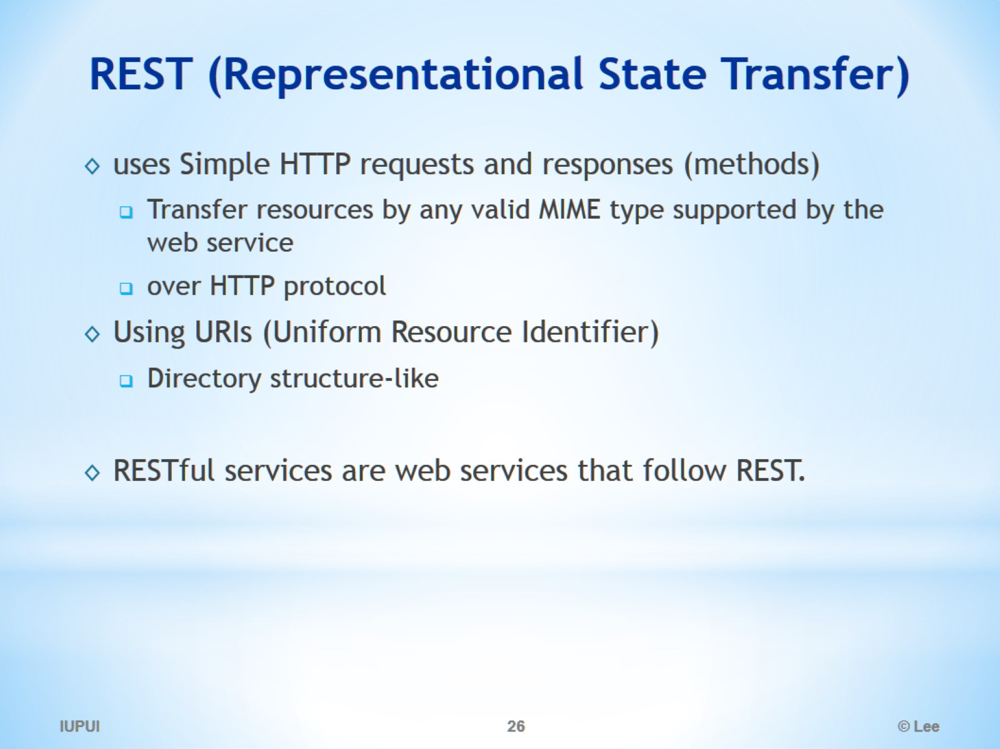 REST (Representational State Transfer)
uses Simple HTTP requests and responses (methods)
Transfer resources by any valid MIME type supported by the
web service
over HTTP protocol
Using URIs (Uniform Resource Identifier)
Directory structure-like
RESTful services are web services that follow REST.
IUPUI
26
© Lee